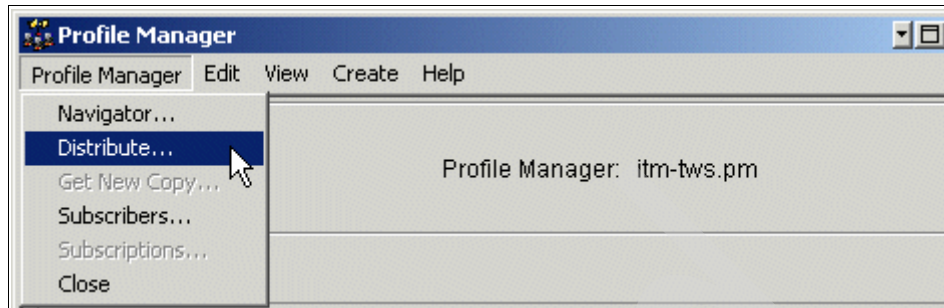 Profile Manager
Profile Manager Edit View Create Help
Navigator...
Distribute...
Profile Manager: itm-tws.pm
Get New Copy...
Subscribers...
Subscriptions...
Close